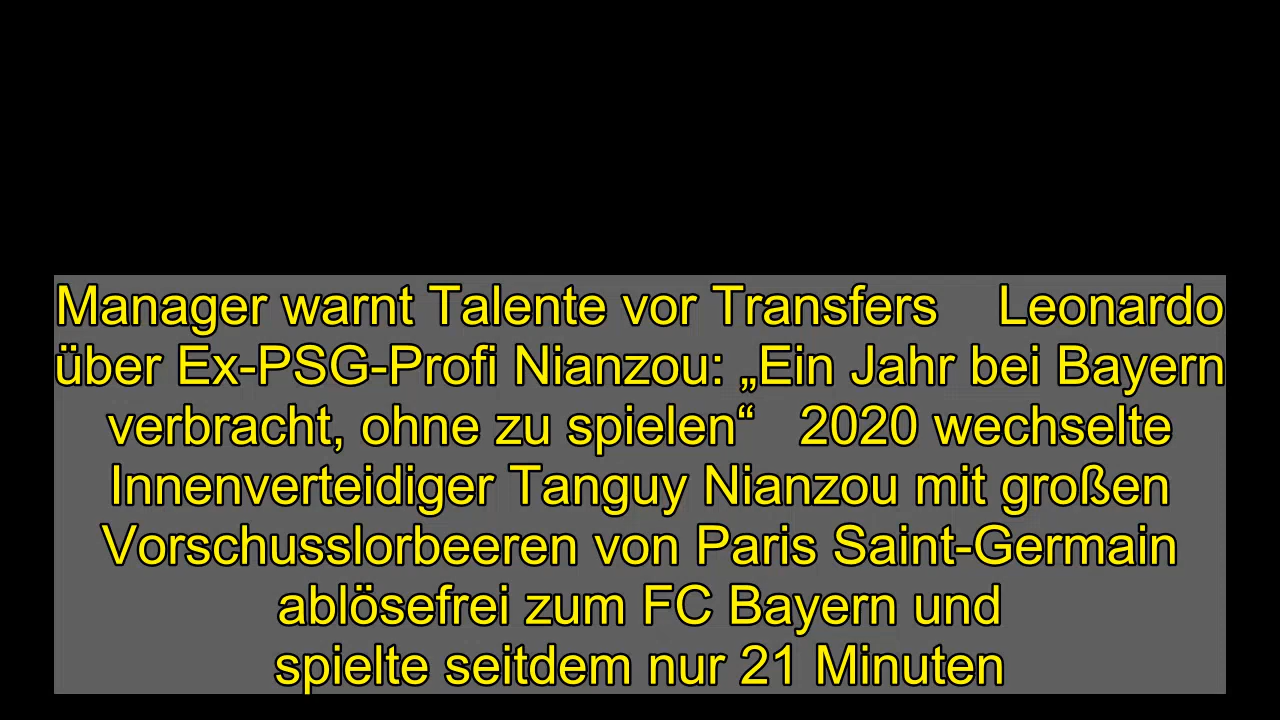 Manager warnt Talente vor Transfers    Leonardo
über Ex-PSG-Profi Nianzou: „Ein Jahr bei Bayern
verbracht, ohne zu spielen“   2020 wechselte
Innenverteidiger Tanguy Nianzou mit großen
Vorschusslorbeeren von Paris Saint-Germain
ablösefrei zum FC Bayern und
spielte seitdem nur 21 Minuten